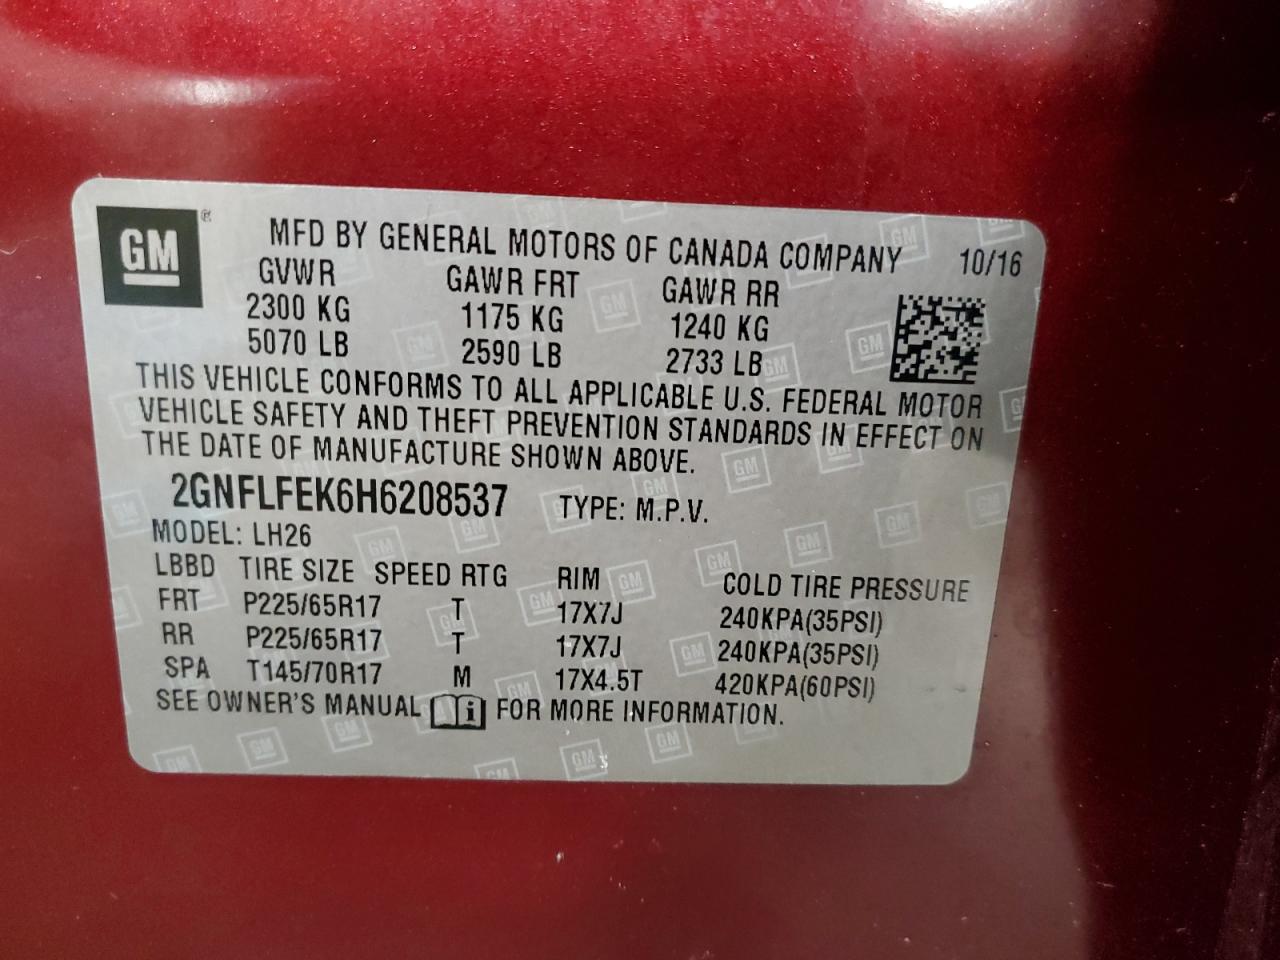 GM ®
MFD BY GENERAL MOTORS OF CANADA COMPANY 10/16
GVWR GAWR FRT GAWR RR
2300 KG 1175 KG 1240 KG
5070 LB 2590 LB 2733 LB
THIS VEHICLE CONFORMS TO ALL APPLICABLE U.S. FEDERAL MOTOR
VEHICLE SAFETY AND THEFT PREVENTION STANDARDS IN EFFECT ON
THE DATE OF MANUFACTURE SHOWN ABOVE.
2GNFLFEK6H6208537 TYPE: M.P.V.
MODEL: LH26
LBBD TIRE SIZE SPEED RTG RIM COLD TIRE PRESSURE
FRT P225/65R17 T 17X7J 240KPA(35PSI)
RR P225/65R17 T 17X7J 240KPA(35PSI)
SPA T145/70R17 M 17X4.5T 420KPA(60PSI)
SEE OWNER'S MANUAL i FOR MORE INFORMATION.